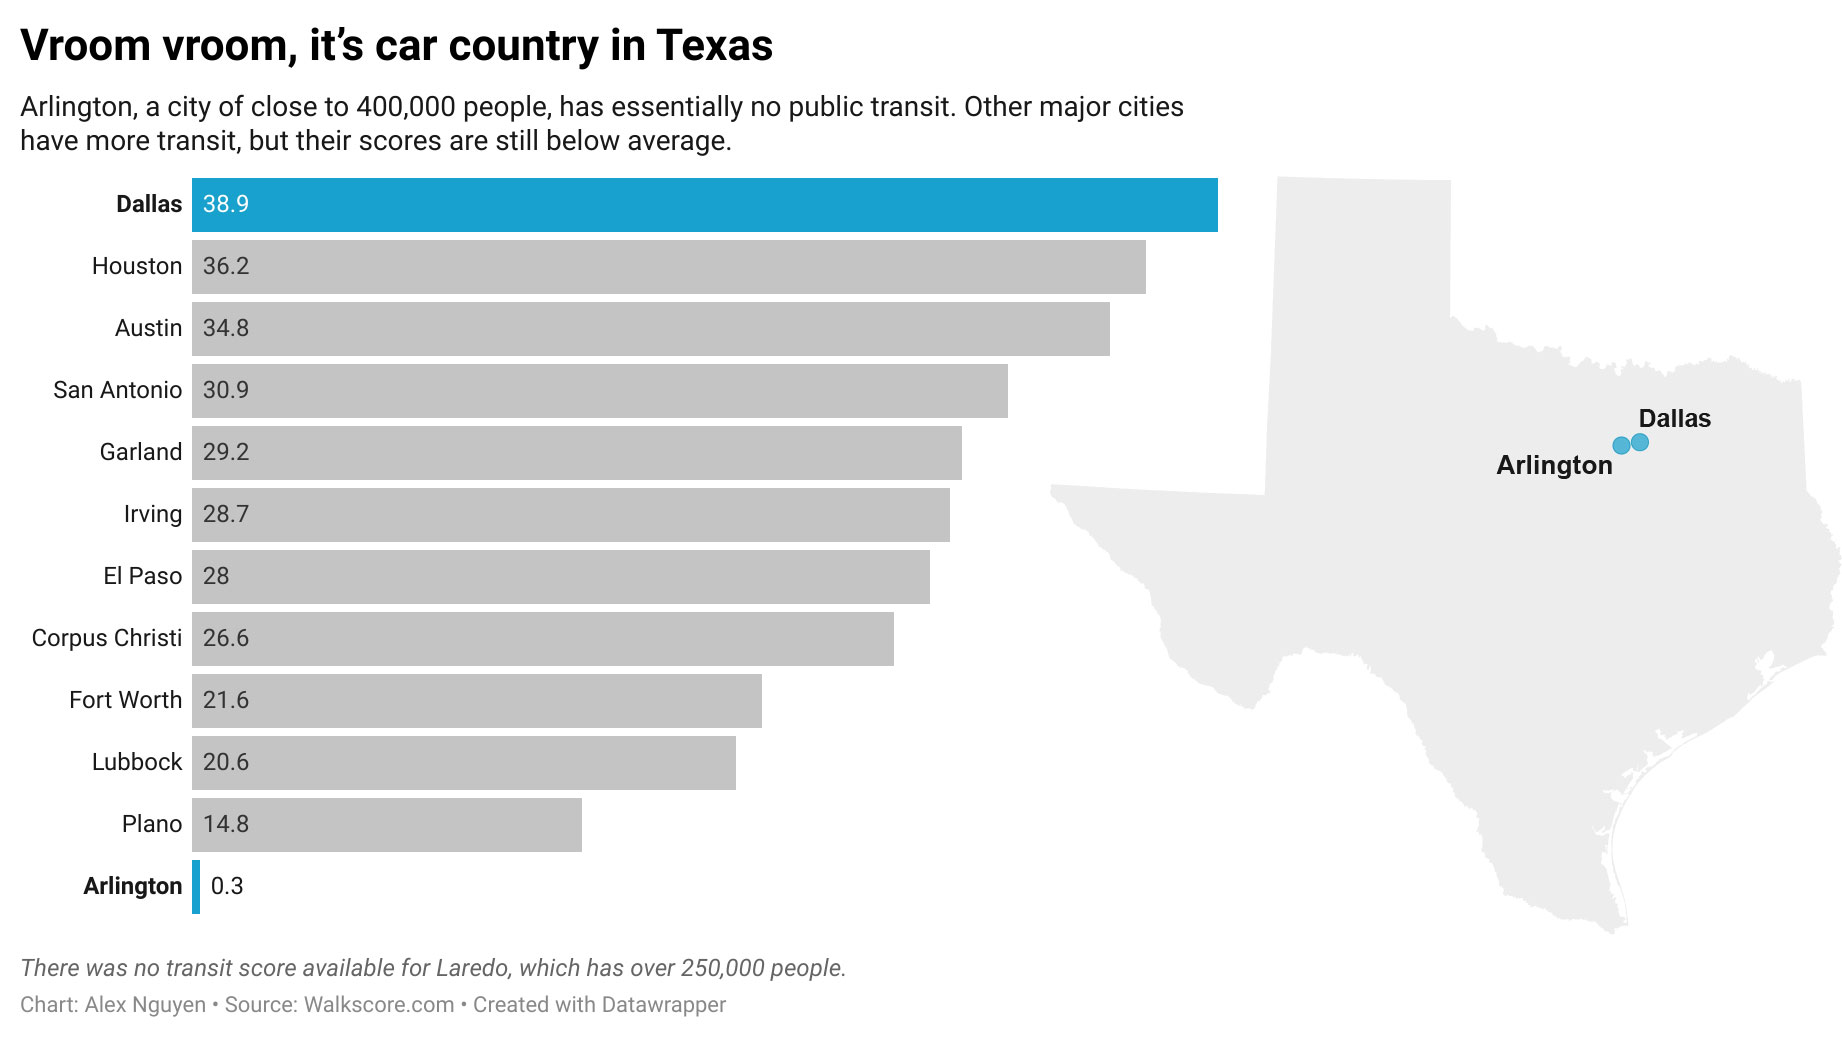 Vroom vroom, it’s car country in Texas
Arlington, a city of close to 400,000 people, has essentially no public transit. Other major cities
have more transit, but their scores are still below average.
Dallas 38.9
Houston 36.2
Austin 34.8
San Antonio 30.9
Garland 29.2
Irving 28.7
El Paso 28
Corpus Christi 26.6
Fort Worth 21.6
Lubbock 20.6
Plano 14.8
Arlington 0.3
Dallas
Arlington
There was no transit score available for Laredo, which has over 250,000 people.
Chart: Alex Nguyen • Source: Walkscore.com • Created with Datawrapper